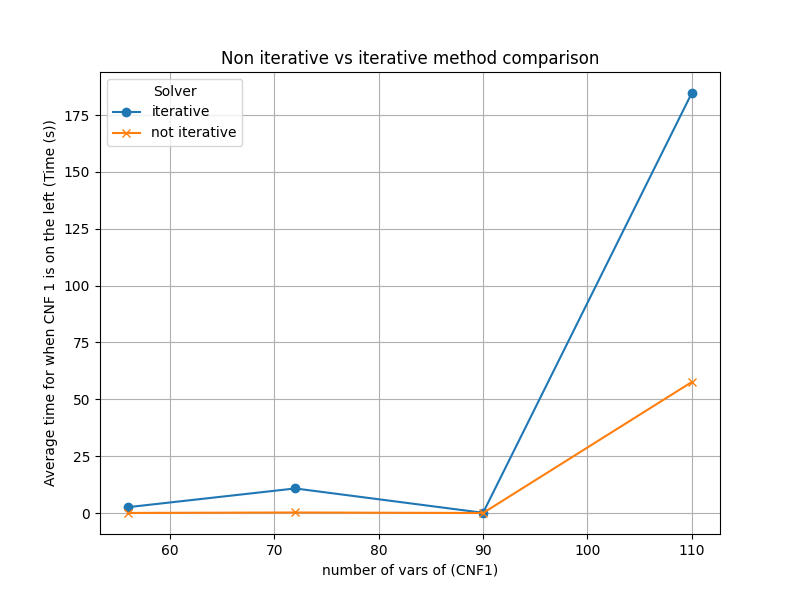 Non iterative vs iterative method comparison
Solver
iterative
not iterative
Average time for when CNF 1 is on the left (Time (s))
175
150
125
100
75
50
25
0
60 70 80 90 100 110
number of vars of (CNF1)